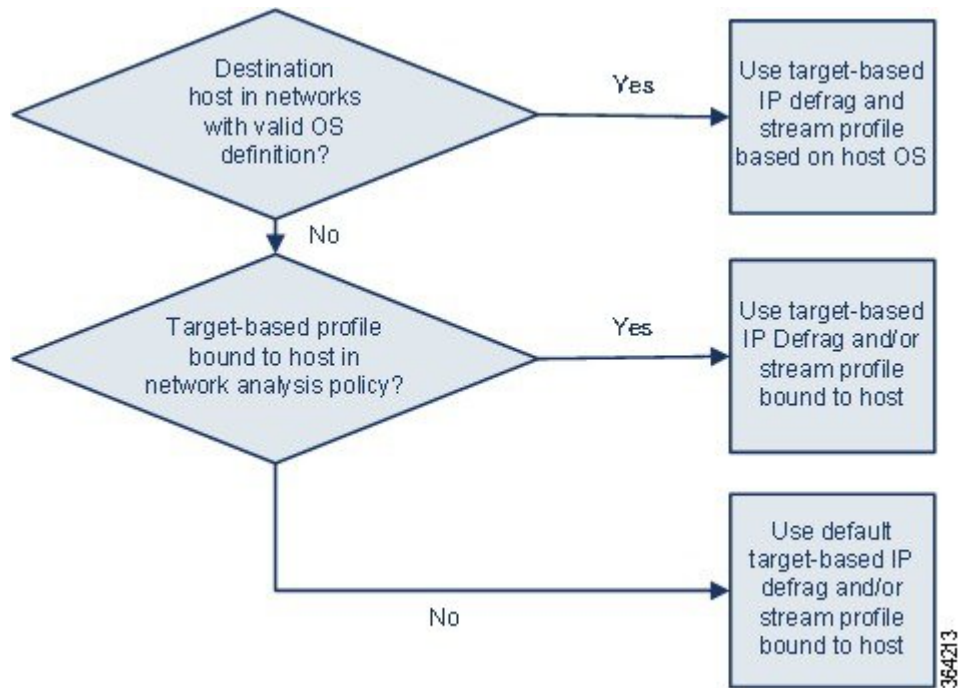 Destination
host in networks
with valid OS
definition?
Yes
Use target-based
IP defrag and
stream profile
based on host OS
No
Target-based profile
bound to host in
network analysis policy?
Yes
Use target-based
IP Defrag and/or
stream profile
bound to host
No
Use default
target-based IP
defrag and/or
stream profile
bound to host
364213